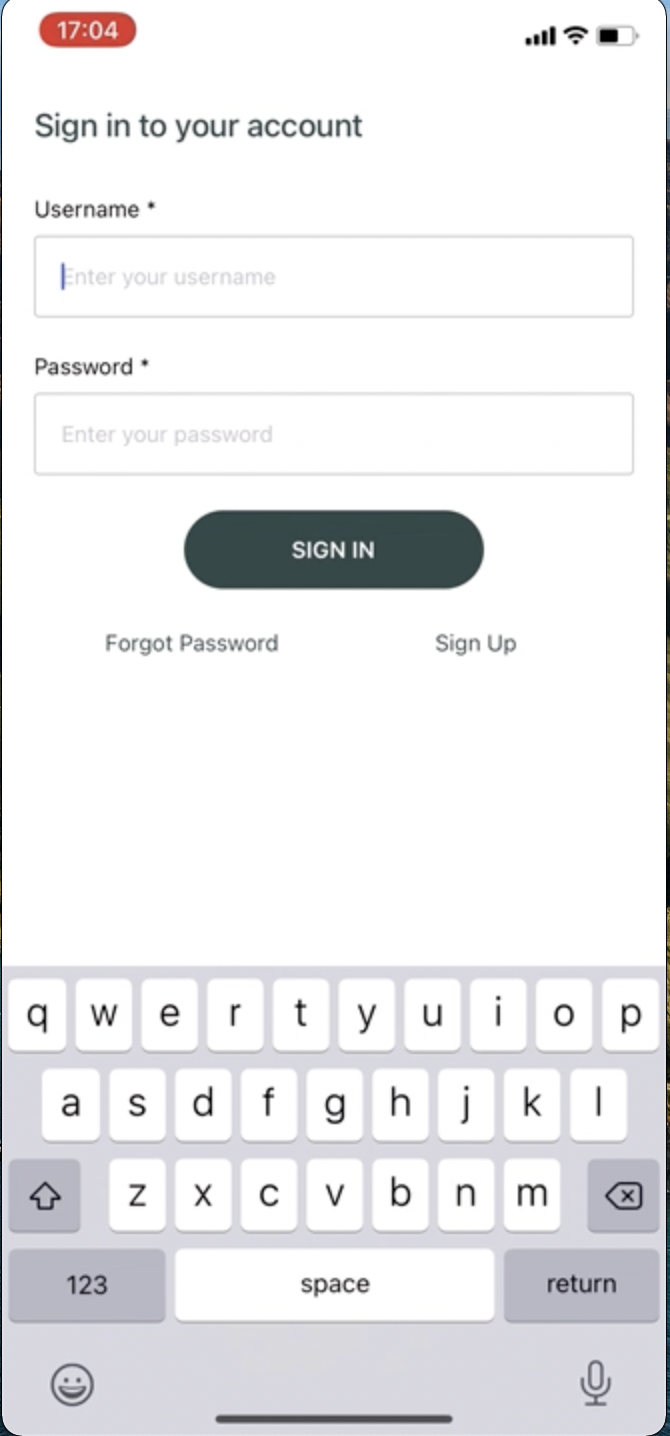 17:04
Sign in to your account
Username *
Enter your username
Password *
Enter your password
SIGN IN
Forgot Password Sign Up
q w e r t y u i o p
a s d f g h j k l
z x c v b n m
123 space return